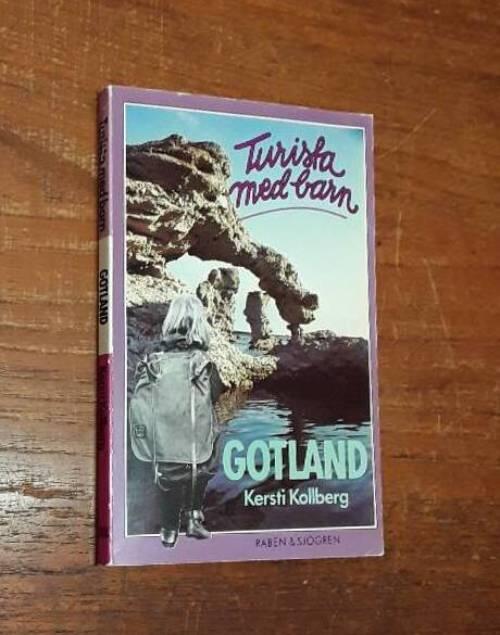 Turista
med barn
GOTLAND
Kersti Kollberg
RABÉN & SJÖGREN
Turista med barn
GOTLAND